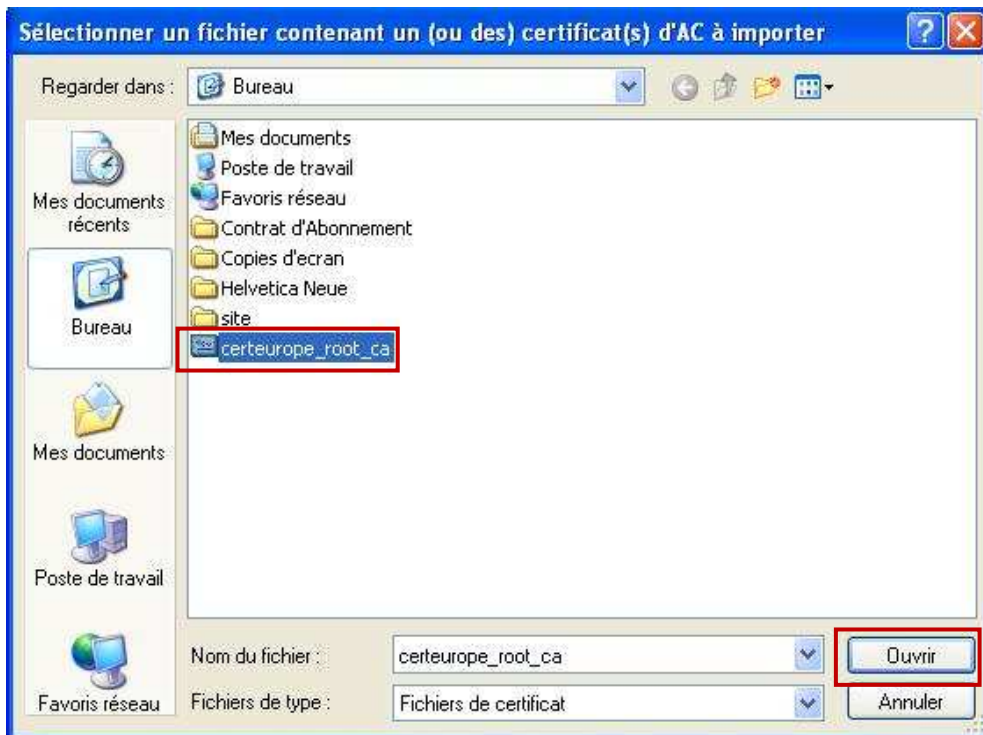 Sélectionner un fichier contenant un (ou des) certificat(s) d'AC à importer
Regarder dans :
Bureau
Mes documents récents
Bureau
Mes documents
Poste de travail
Favoris réseau
Mes documents
Poste de travail
Favoris réseau
Contrat d'Abonnement
Copies d'ecran
Helvetica Neue
site
certeurope_root_ca
Nom du fichier :
certeurope_root_ca
Ouvrir
Fichiers de type :
Fichiers de certificat
Annuler